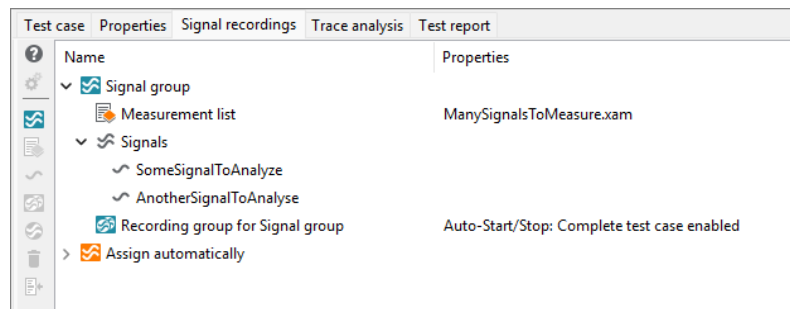 Test case Properties Signal recordings Trace analysis Test report
Name Properties
Signal group
Measurement list ManySignalsToMeasure.xam
Signals
SomeSignalToAnalyze
AnotherSignalToAnalyse
Recording group for Signal group Auto-Start/Stop: Complete test case enabled
Assign automatically